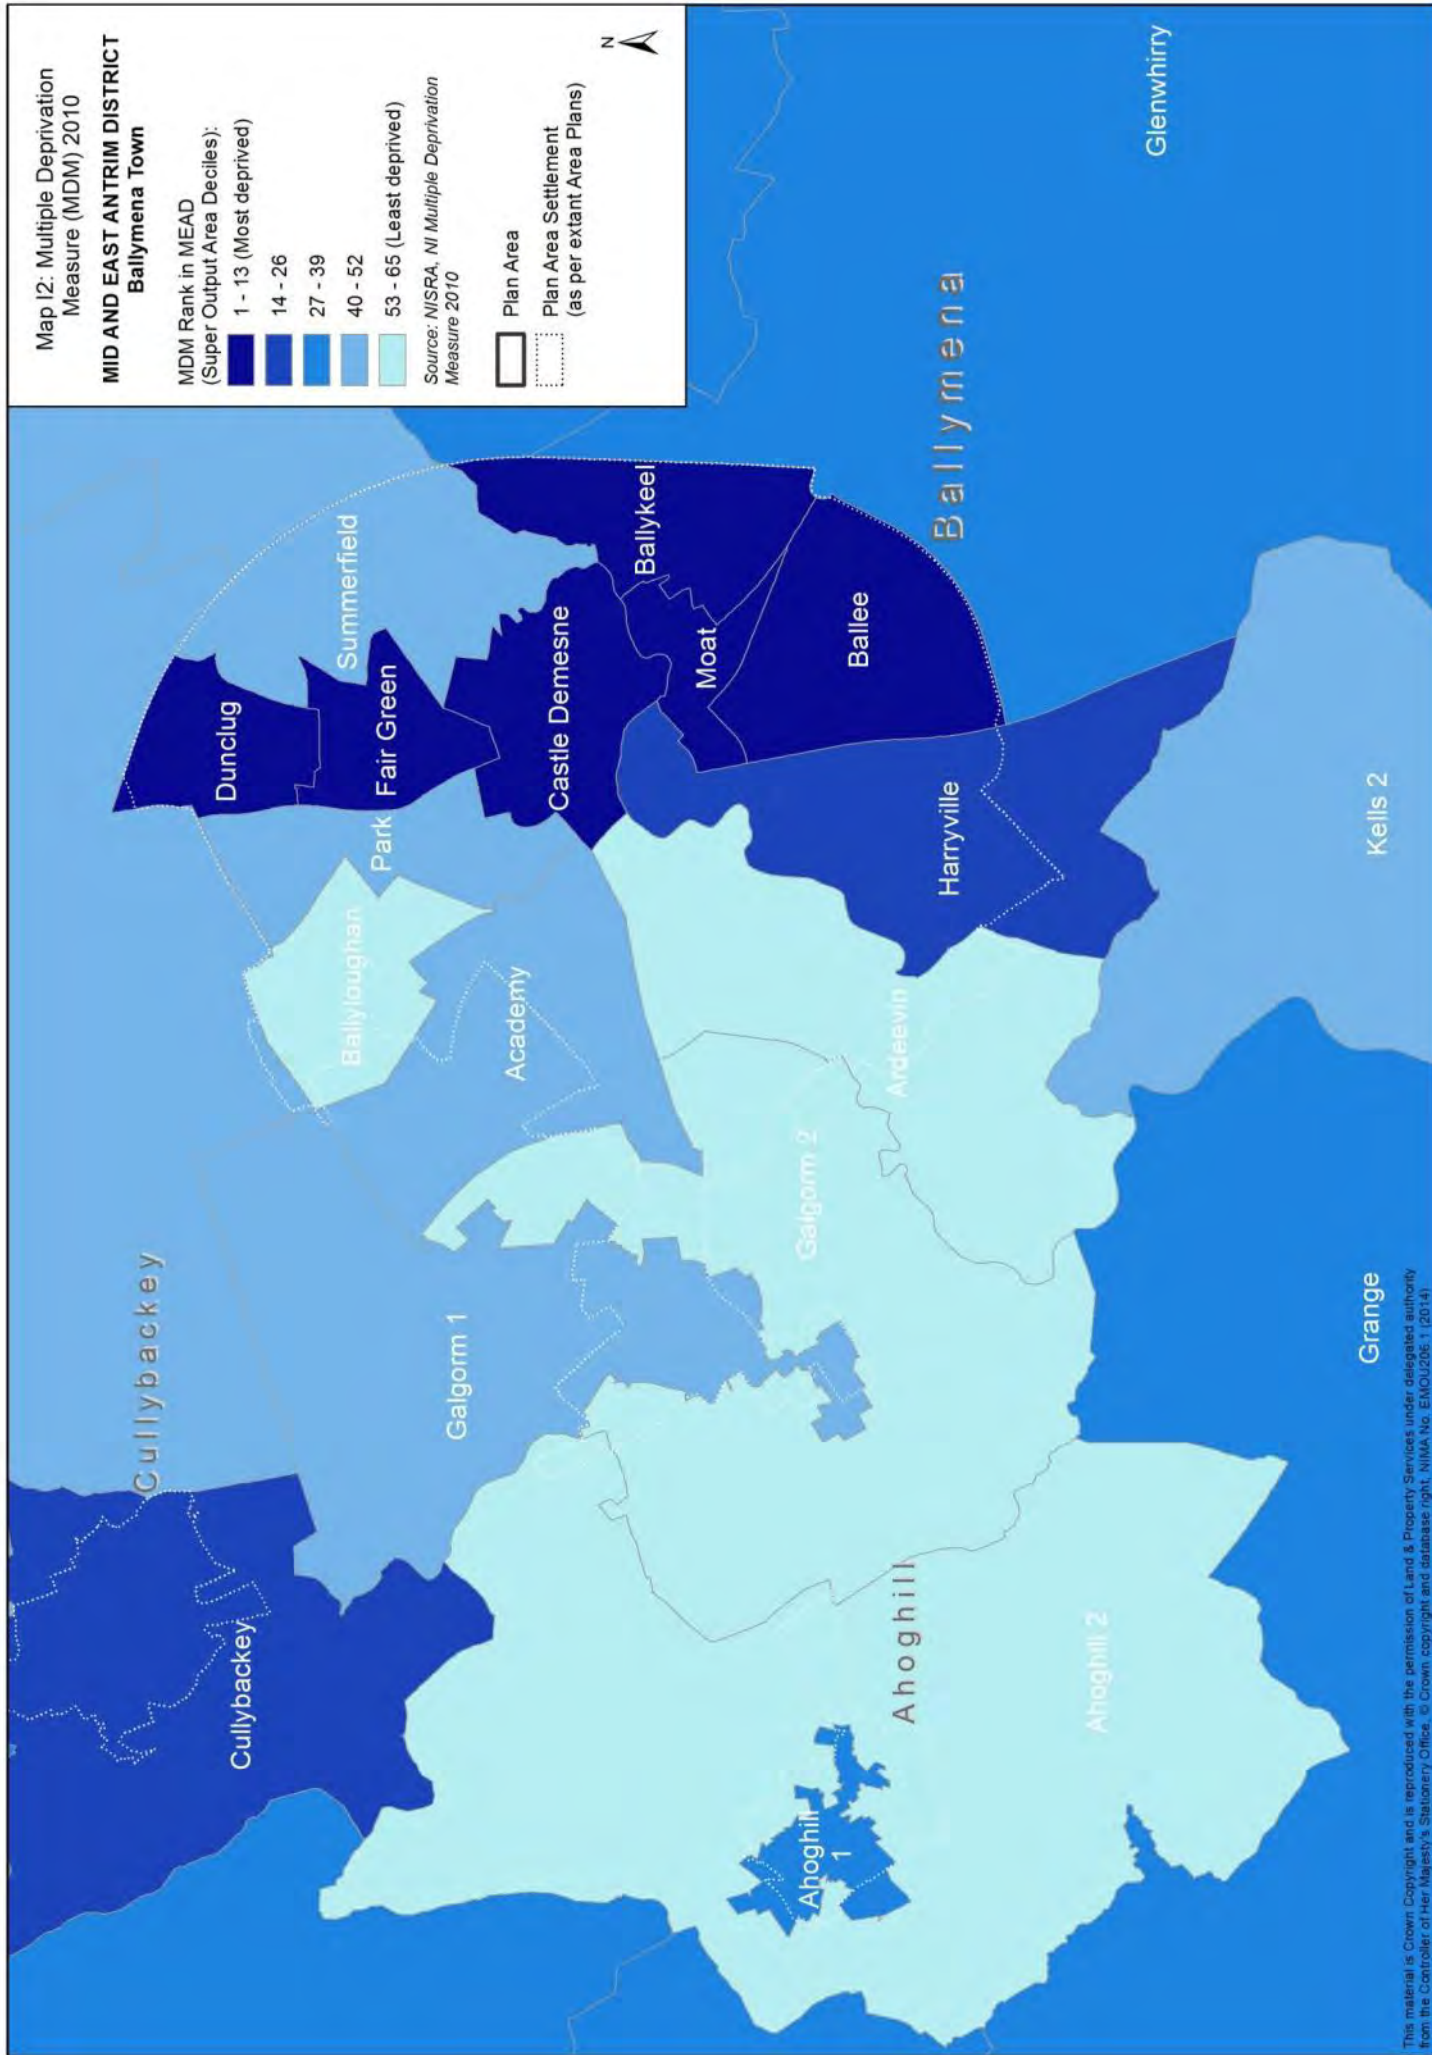 Map I2: Multiple Deprivation
Measure (MDM) 2010
MID AND EAST ANTRIM DISTRICT
Ballymena Town
MDM Rank in MEAD
(Super Output Area Deciles):
1 - 13 (Most deprived)
14 - 26
27 - 39
40 - 52
53 - 65 (Least deprived)
Source: NISRA, NI Multiple Deprivation
Measure 2010
Plan Area
Plan Area Settlement
(as per extant Area Plans)
N
Cullybackey
Cullybackey
Dunclug
Summerfield
Ballyloughan
Park
Fair Green
Galgorm 1
Academy
Castle Demesne
Ballykeel
Moat
Ahoghill
1
Galgorm 2
Ballee
Ahoghill
Ardeevin
Harryville
Ballymena
Ahoghill 2
Glenwhirry
Grange
Kells 2
This material is Crown Copyright and is reproduced with the permission of Land & Property Services under delegated authority
from the Controller of Her Majesty's Stationery Office, © Crown copyright and database right, NIMA No. EMOU206.1 (2014)